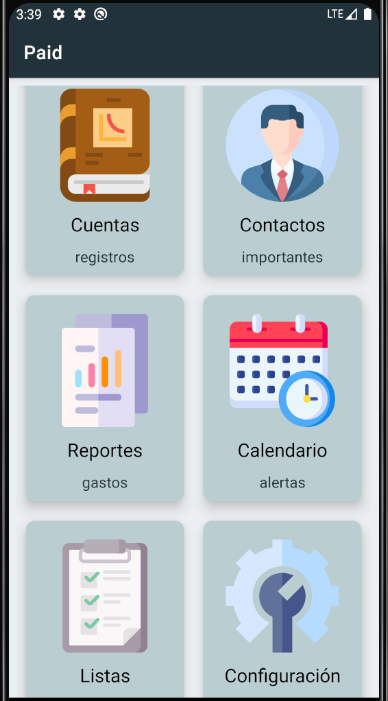 3:39
LTE
Paid
Cuentas
Contactos
registros
importantes
Reportes
Calendario
gastos
alertas
Listas
Configuración